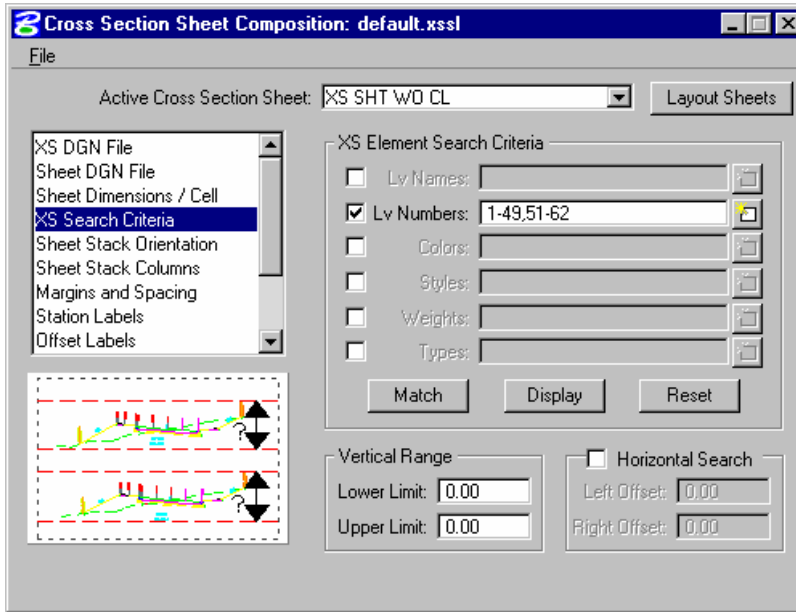 Cross Section Sheet Composition: default.xssl
File
Active Cross Section Sheet: XS SHT WO CL Layout Sheets
XS DGN File
Sheet DGN File
Sheet Dimensions / Cell
XS Search Criteria
Sheet Stack Orientation
Sheet Stack Columns
Margins and Spacing
Station Labels
Offset Labels
XS Element Search Criteria
Lv Names:
Lv Numbers: 1-49,51-62
Colors:
Styles:
Weights:
Types:
Match Display Reset
?
?
Vertical Range
Lower Limit: 0.00
Upper Limit: 0.00
Horizontal Search
Left Offset: 0.00
Right Offset: 0.00